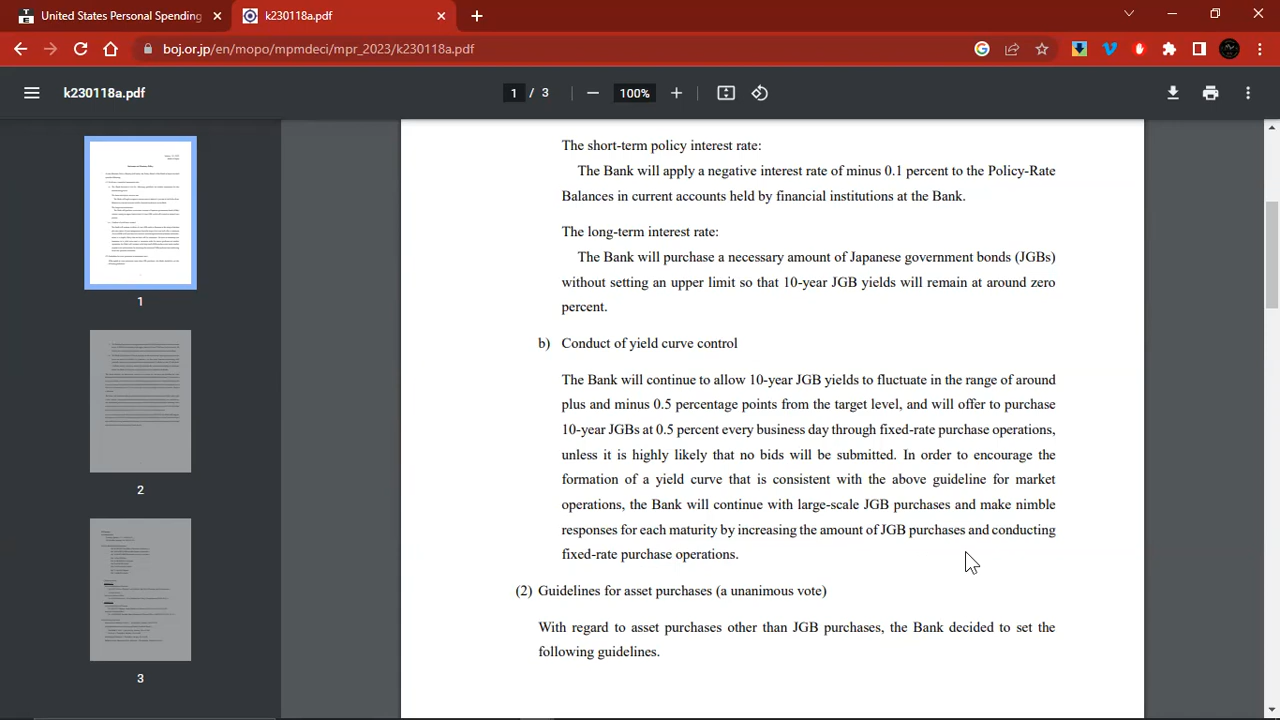 United States Personal Spending
k230118a.pdf
boj.or.jp/en/mopo/mpmdeci/mpr_2023/k230118a.pdf
k230118a.pdf
1 / 3
100%
1
2
3
The short-term policy interest rate:
The Bank will apply a negative interest rate of minus 0.1 percent to the Policy-Rate
Balances in current accounts held by financial institutions at the Bank.
The long-term interest rate:
The Bank will purchase a necessary amount of Japanese government bonds (JGBs)
without setting an upper limit so that 10-year JGB yields will remain at around zero
percent.
b) Conduct of yield curve control
The Bank will continue to allow 10-year JGB yields to fluctuate in the range of around
plus and minus 0.5 percentage points from the target level, and will offer to purchase
10-year JGBs at 0.5 percent every business day through fixed-rate purchase operations,
unless it is highly likely that no bids will be submitted. In order to encourage the
formation of a yield curve that is consistent with the above guideline for market
operations, the Bank will continue with large-scale JGB purchases and make nimble
responses for each maturity by increasing the amount of JGB purchases and conducting
fixed-rate purchase operations.
(2) Guidelines for asset purchases (a unanimous vote)
With regard to asset purchases other than JGB purchases, the Bank decided to set the
following guidelines.